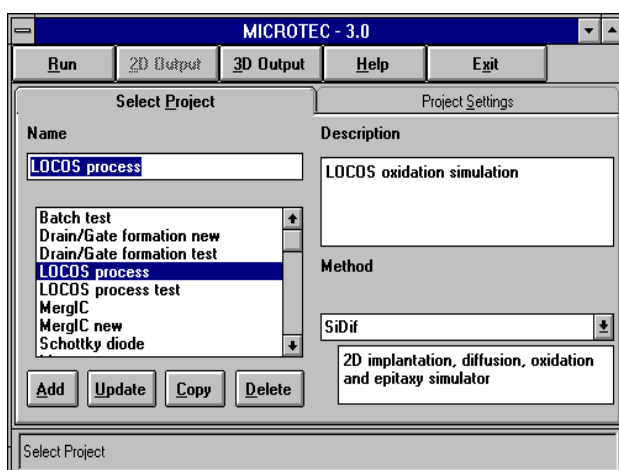 MICROTEC - 3.0
Run 2D Output 3D Output Help Exit
Select Project Project Settings
Name
LOCOS process
Batch test
Drain/Gate formation new
Drain/Gate formation test
LOCOS process
LOCOS process test
MergIC
MergIC new
Schottky diode
Add Update Copy Delete
Description
LOCOS oxidation simulation
Method
SiDif
2D implantation, diffusion, oxidation
and epitaxy simulator
Select Project